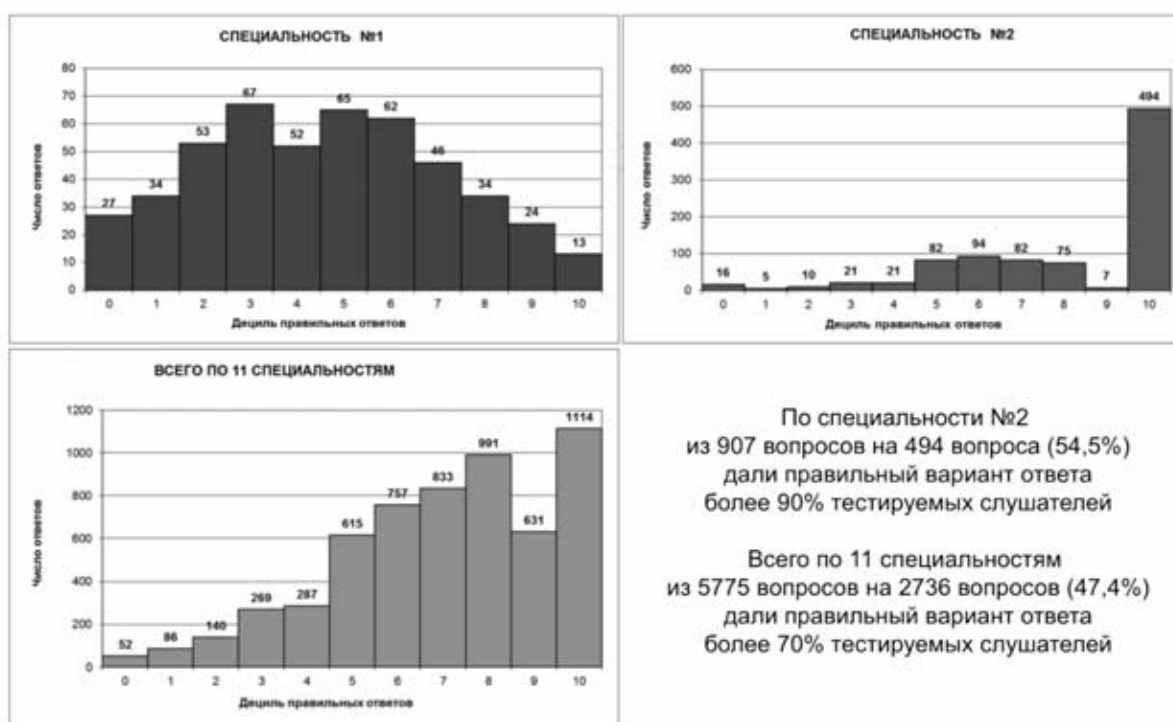 СПЕЦИАЛЬНОСТЬ №1
Число ответов
80
70
60
50
40
30
20
10
0
27
34
53
67
52
65
62
46
34
24
13
0 1 2 3 4 5 6 7 8 9 10
Дециль правильных ответов
СПЕЦИАЛЬНОСТЬ №2
Число ответов
600
500
400
300
200
100
0
16
5
10
21
21
82
94
82
75
7
494
0 1 2 3 4 5 6 7 8 9 10
Дециль правильных ответов
ВСЕГО ПО 11 СПЕЦИАЛЬНОСТЯМ
Число ответов
1200
1000
800
600
400
200
0
52
86
140
269
287
615
757
833
991
631
1114
0 1 2 3 4 5 6 7 8 9 10
Дециль правильных ответов
По специальности №2
из 907 вопросов на 494 вопроса (54,5%)
дали правильный вариант ответа
более 90% тестируемых слушателей
Всего по 11 специальностям
из 5775 вопросов на 2736 вопросов (47,4%)
дали правильный вариант ответа
более 70% тестируемых слушателей